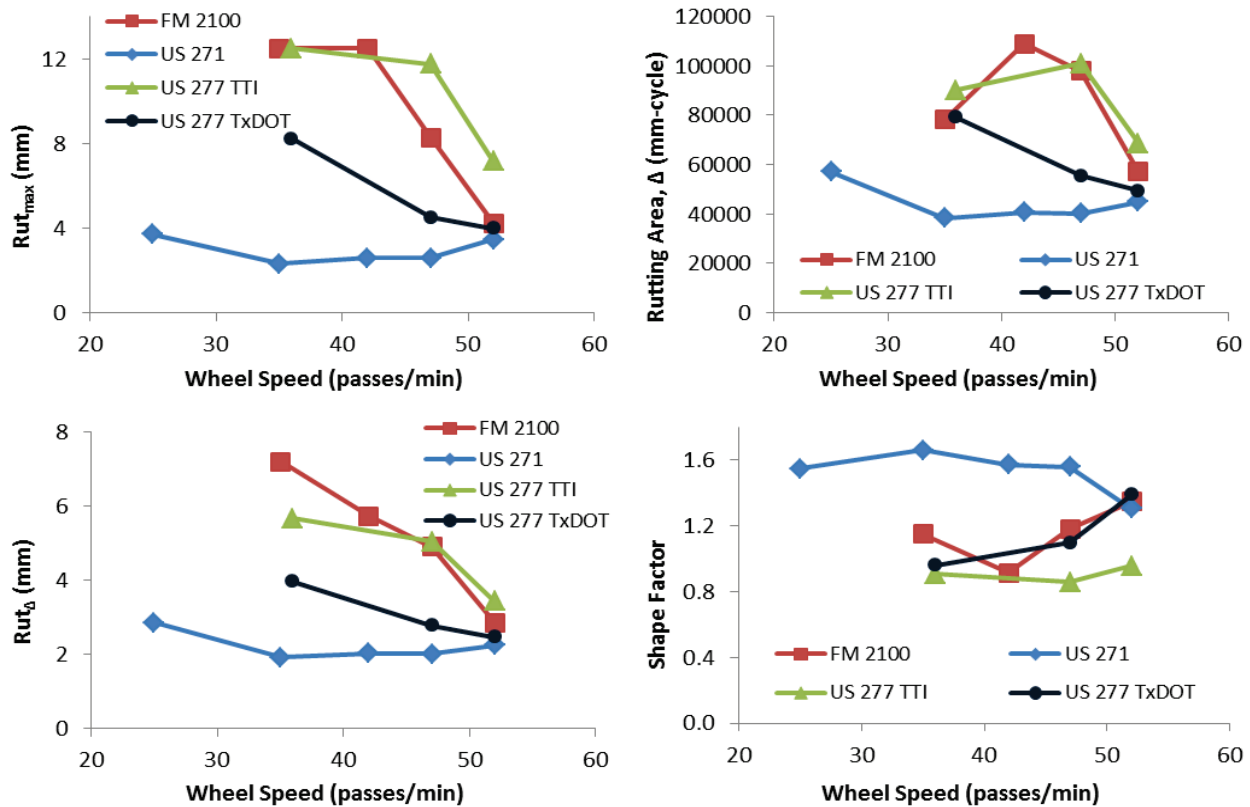 Rutmax (mm)
12
8
4
0
20 30 40 50 60
Wheel Speed (passes/min)
FM 2100
US 271
US 277 TTI
US 277 TxDOT
Rutting Area, Δ (mm-cycle)
120000
100000
80000
60000
40000
20000
0
20 30 40 50 60
Wheel Speed (passes/min)
FM 2100 US 271
US 277 TTI US 277 TxDOT
RutΔ (mm)
8
6
4
2
0
20 30 40 50 60
Wheel Speed (passes/min)
FM 2100
US 271
US 277 TTI
US 277 TxDOT
Shape Factor
1.6
1.2
0.8
0.4
0.0
20 30 40 50 60
Wheel Speed (passes/min)
FM 2100 US 271
US 277 TTI US 277 TxDOT